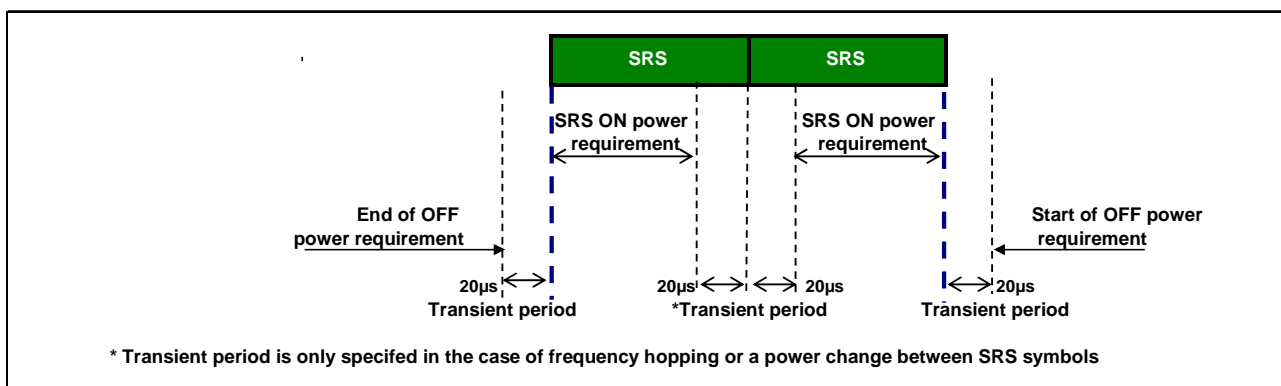 SRS SRS
SRS ON power requirement
SRS ON power requirement
End of OFF power requirement
Start of OFF power requirement
20µs 20µs 20µs 20µs
Transient period *Transient period Transient period
* Transient period is only specifed in the case of frequency hopping or a power change between SRS symbols